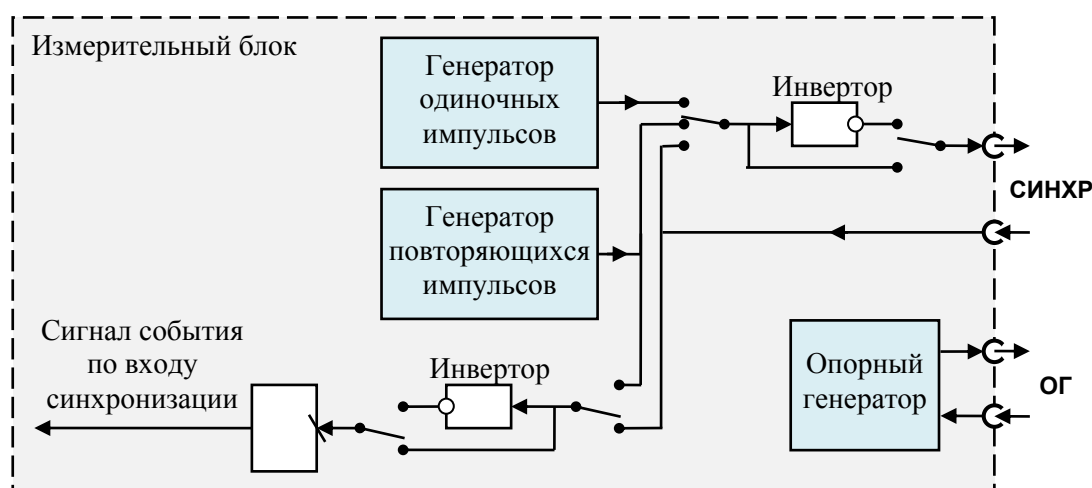 Измерительный блок
Генератор
одиночных
импульсов
Инвертор
СИНХР
Генератор
повторяющихся
импульсов
Сигнал события
по входу
синхронизации
Инвертор
Опорный
генератор
ОГ